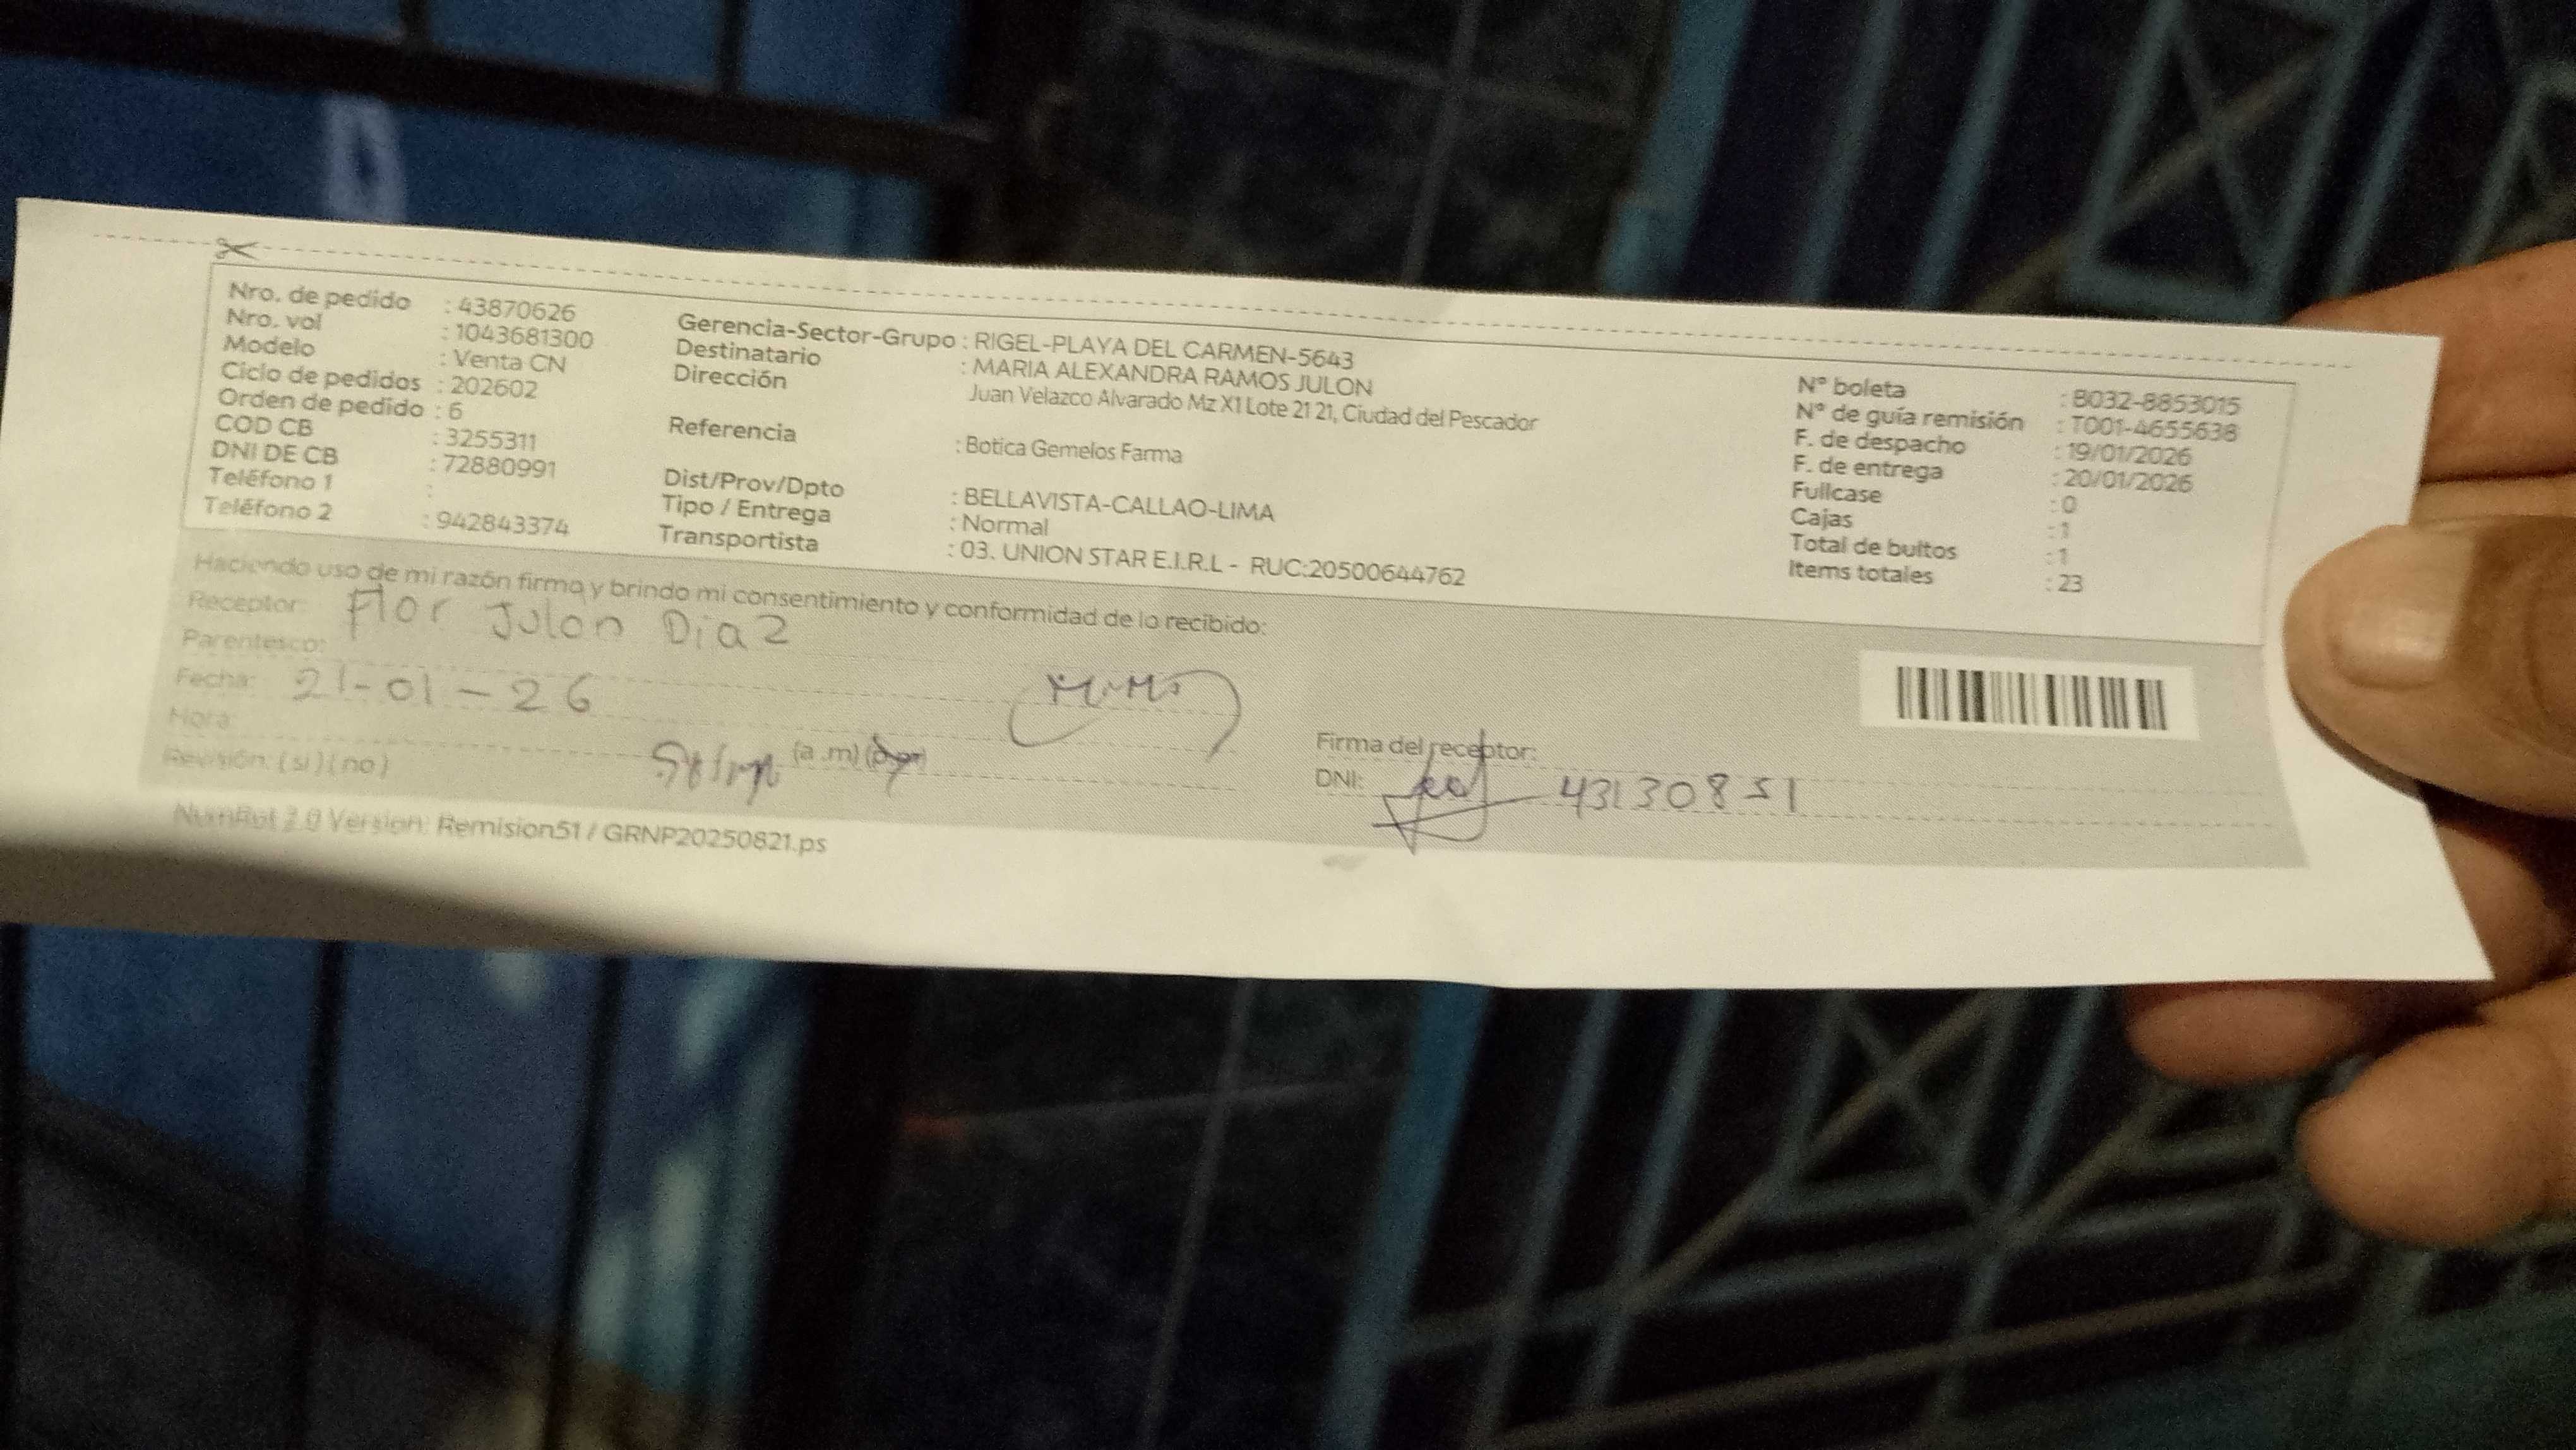 Nro. de pedido : 43870626
Nro. vol : 1043681300
Modelo : Venta CN
Ciclo de pedidos : 202602
Orden de pedido : 6
COD CB : 3255311
DNI DE CB : 72880991
Teléfono 1 :
Teléfono 2 : 942843374
Gerencia-Sector-Grupo : RIGEL-PLAYA DEL CARMEN-5643
Destinatario : MARIA ALEXANDRA RAMOS JULON
Dirección Juan Velazco Alvarado Mz X1 Lote 21 21, Ciudad del Pescador
Referencia : Botica Gemelos Farma
Dist/Prov/Dpto : BELLAVISTA-CALLAO-LIMA
Tipo / Entrega : Normal
Transportista : 03. UNION STAR E.I.R.L - RUC:20500644762
N° boleta : B032-8853015
N° de guía remisión : T001-4655638
F. de despacho : 19/01/2026
F. de entrega : 20/01/2026
Fullcase : 0
Cajas : 1
Total de bultos : 1
Items totales : 23
Haciendo uso de mi razón firmo y brindo mi consentimiento y conformidad de lo recibido:
Receptor: Flor Julon Diaz
Parentesco:
Fecha: 21-01-26
Hora: (a.m)
Revisión: (si) (no)
Firma del receptor:
DNI: 43130851
NumBot 2.0 Version: Remision51 / GRNP20250821.ps